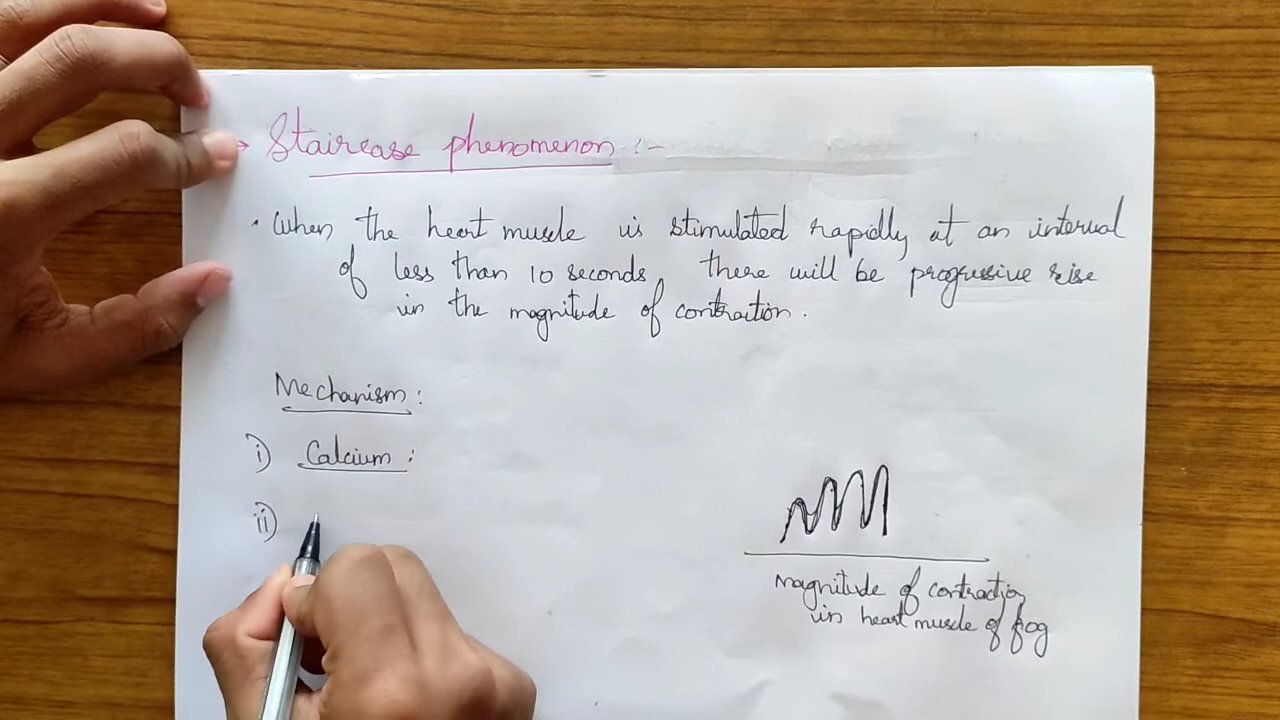 → Staircase phenomenon :-
• When the heart muscle is stimulated rapidly at an interval
of less than 10 seconds, there will be progressive rise
in the magnitude of contraction.
Mechanism :
i) Calcium :
ii)
Magnitude of contraction
in heart muscle of frog